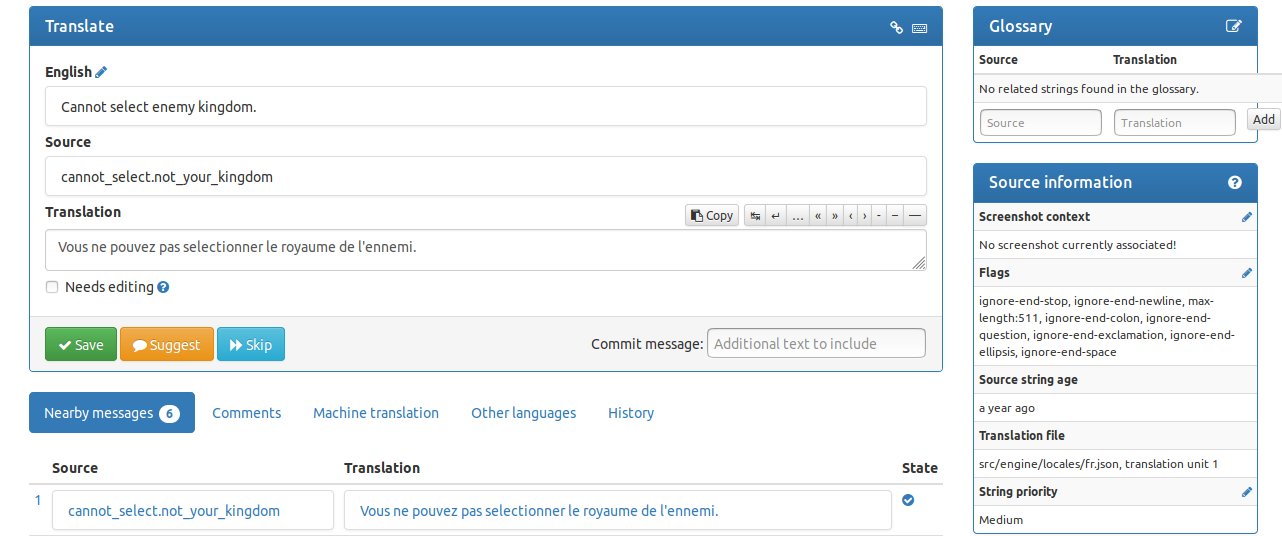 Translate
English
Cannot select enemy kingdom.
Source
cannot_select.not_your_kingdom
Translation
Copy ↹ ↵ … « » ‹ › - – —
Vous ne pouvez pas selectionner le royaume de l'ennemi.
Needs editing
Save Suggest Skip Commit message: Additional text to include
Nearby messages 6 Comments Machine translation Other languages History
Source Translation State
1 cannot_select.not_your_kingdom Vous ne pouvez pas selectionner le royaume de l'ennemi.
Glossary
Source Translation
No related strings found in the glossary.
Source Translation Add
Source information
Screenshot context
No screenshot currently associated!
Flags
ignore-end-stop, ignore-end-newline, max-
length:511, ignore-end-colon, ignore-end-
question, ignore-end-exclamation, ignore-end-
ellipsis, ignore-end-space
Source string age
a year ago
Translation file
src/engine/locales/fr.json, translation unit 1
String priority
Medium